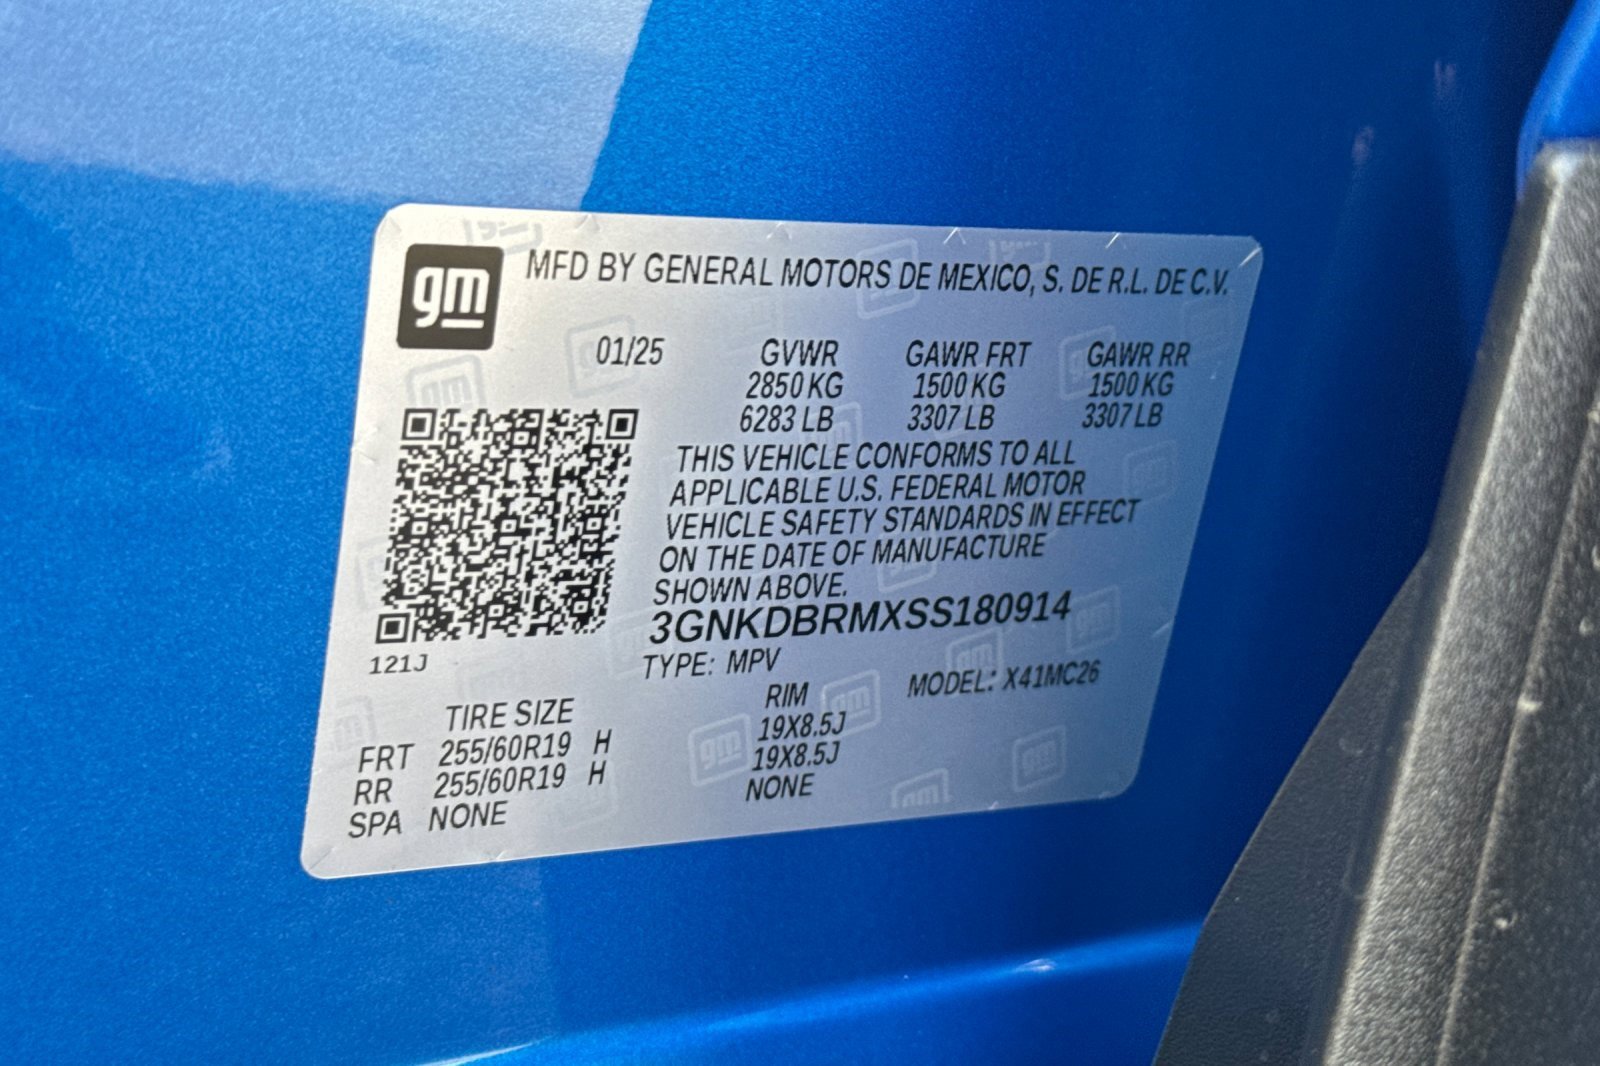 gm
MFD BY GENERAL MOTORS DE MEXICO, S. DE R.L. DE C.V.
01/25 GVWR GAWR FRT GAWR RR
2850 KG 1500 KG 1500 KG
6283 LB 3307 LB 3307 LB
THIS VEHICLE CONFORMS TO ALL
APPLICABLE U.S. FEDERAL MOTOR
VEHICLE SAFETY STANDARDS IN EFFECT
ON THE DATE OF MANUFACTURE
SHOWN ABOVE.
3GNKDBRMXSS180914
121J
TYPE: MPV MODEL: X41MC26
TIRE SIZE RIM
FRT 255/60R19 H 19X8.5J
RR 255/60R19 H 19X8.5J
SPA NONE NONE